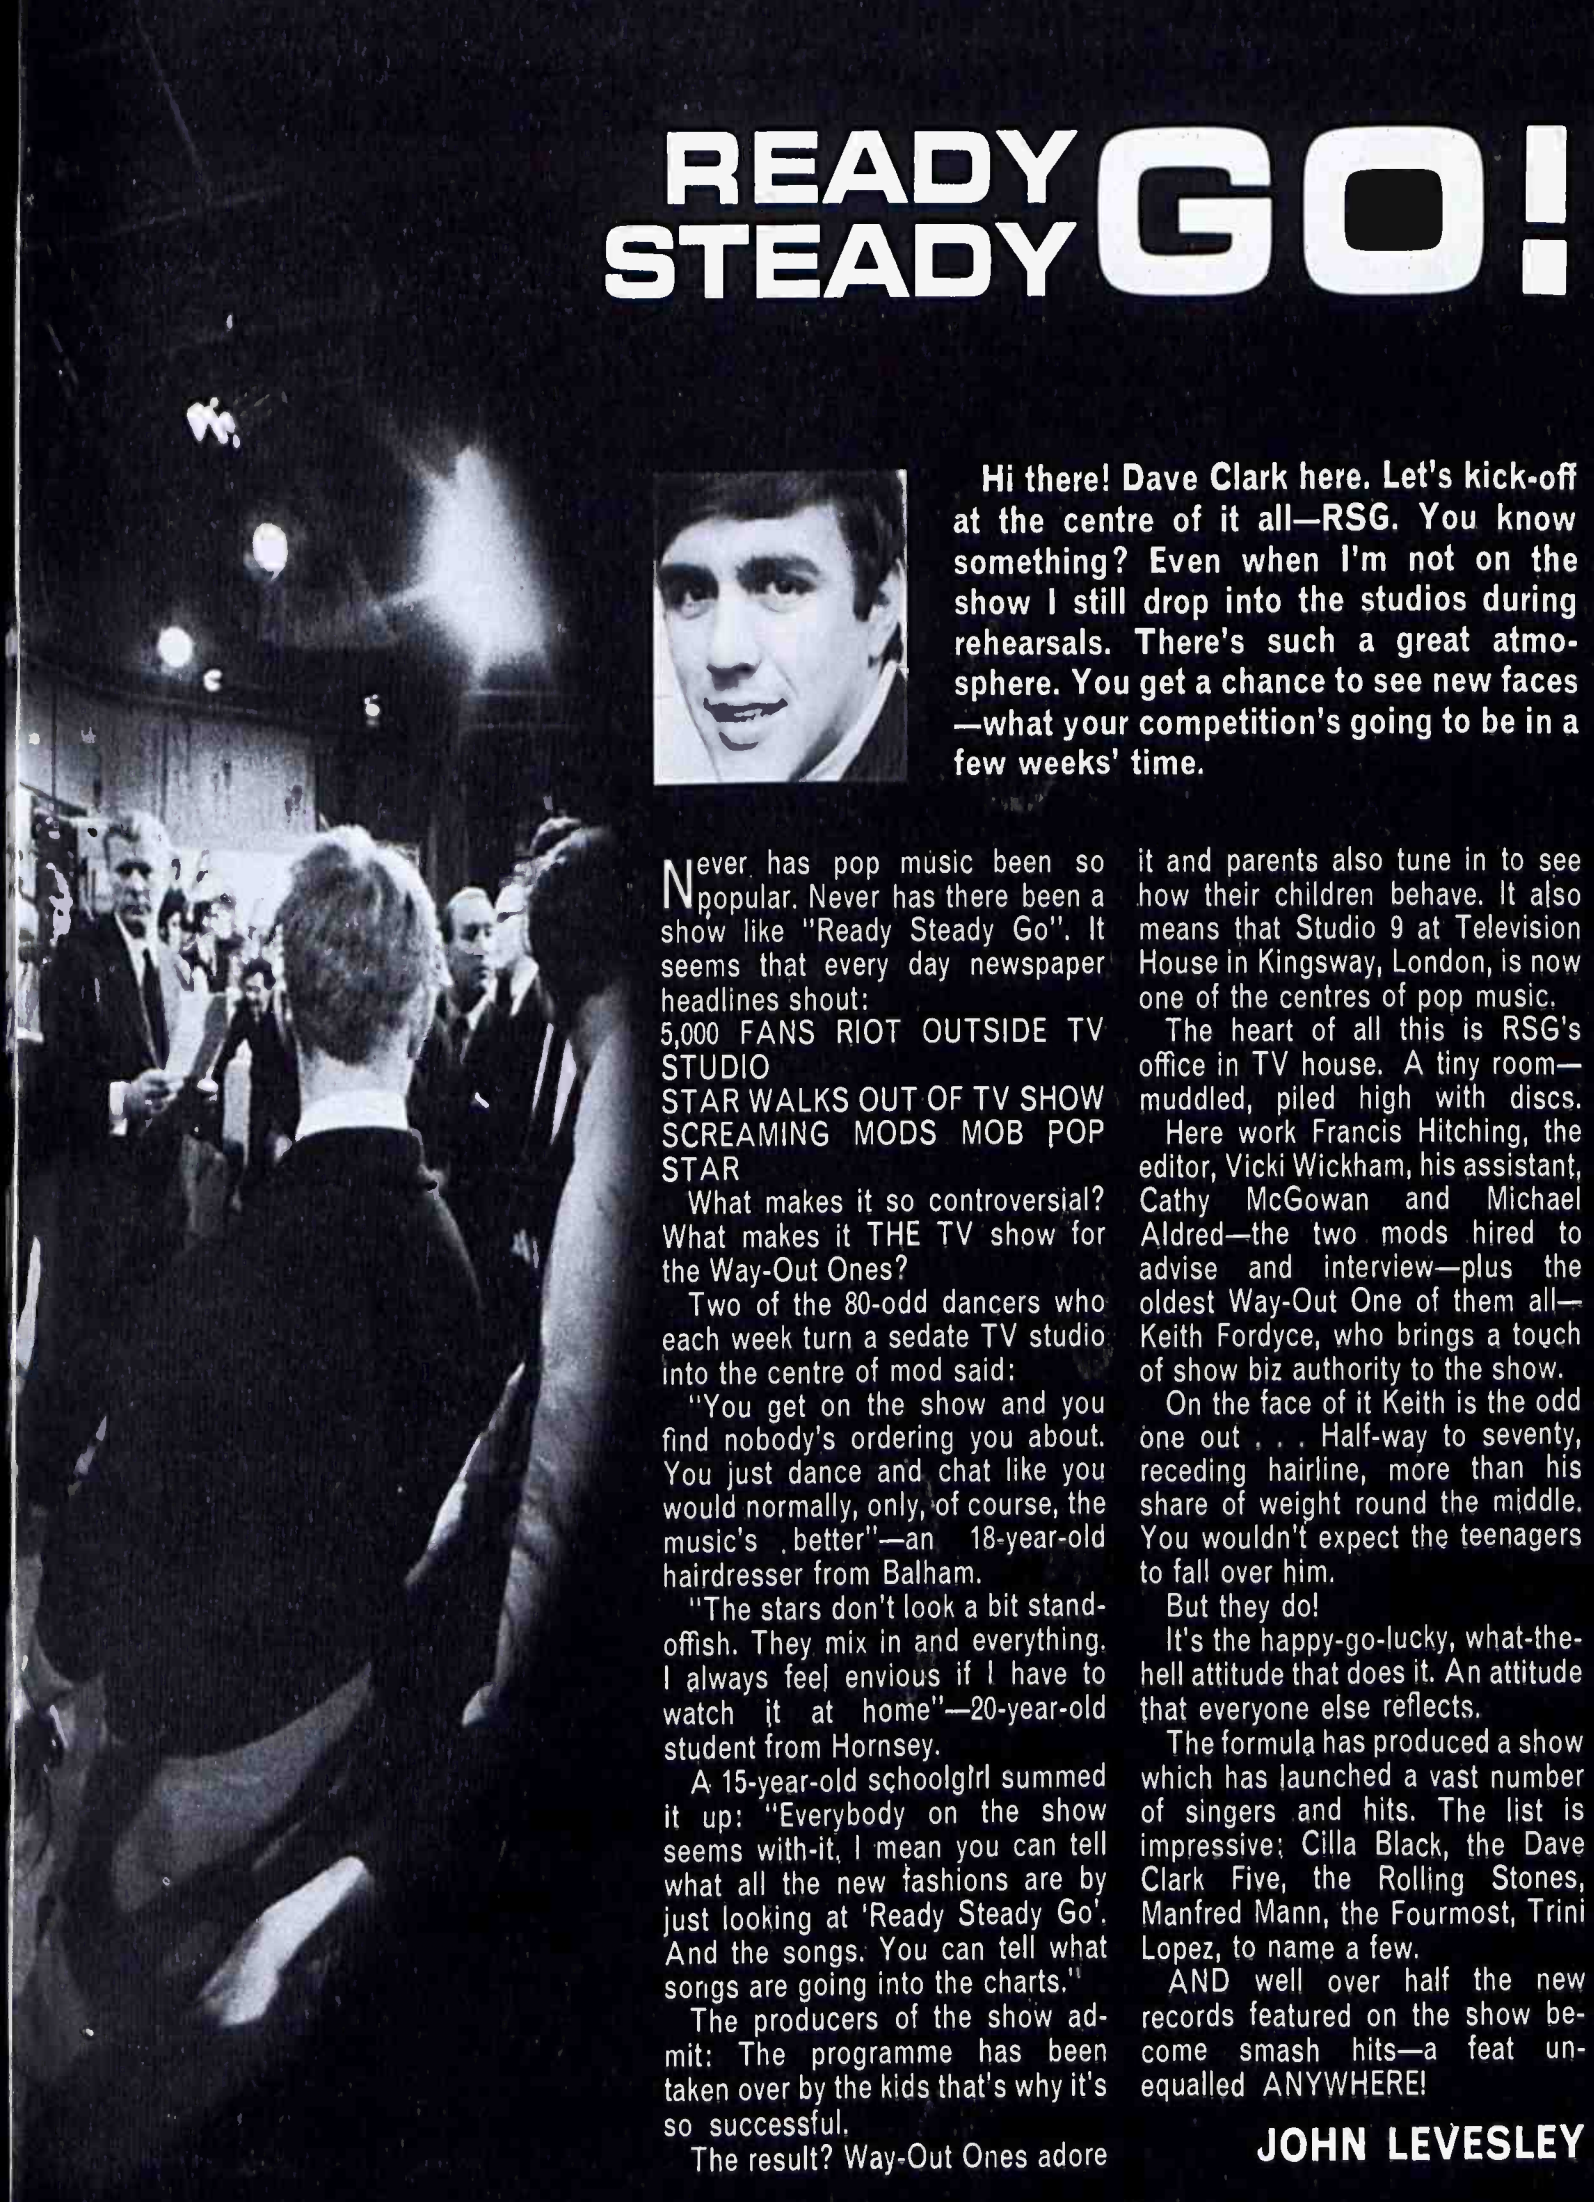 READY
STEADY GO!
Hi there! Dave Clark here. Let's kick-off
at the centre of it all—RSG. You know
something? Even when I'm not on the
show I still drop into the studios during
rehearsals. There's such a great atmo-
sphere. You get a chance to see new faces
—what your competition's going to be in a
few weeks' time.
Never has pop music been so
popular. Never has there been a
show like "Ready Steady Go". It
seems that every day newspaper
headlines shout:
5,000 FANS RIOT OUTSIDE TV
STUDIO
STAR WALKS OUT OF TV SHOW
SCREAMING MODS MOB POP
STAR
What makes it so controversial?
What makes it THE TV show for
the Way-Out Ones?
Two of the 80-odd dancers who
each week turn a sedate TV studio
into the centre of mod said:
"You get on the show and you
find nobody's ordering you about.
You just dance and chat like you
would normally, only, of course, the
music's better"—an 18-year-old
hairdresser from Balham.
"The stars don't look a bit stand-
offish. They mix in and everything.
I always feel envious if I have to
watch it at home"—20-year-old
student from Hornsey.
A 15-year-old schoolgirl summed
it up: "Everybody on the show
seems with-it, I mean you can tell
what all the new fashions are by
just looking at 'Ready Steady Go'.
And the songs. You can tell what
songs are going into the charts."
The producers of the show ad-
mit: The programme has been
taken over by the kids that's why it's
so successful.
The result? Way-Out Ones adore
it and parents also tune in to see
how their children behave. It also
means that Studio 9 at Television
House in Kingsway, London, is now
one of the centres of pop music.
The heart of all this is RSG's
office in TV house. A tiny room—
muddled, piled high with discs.
Here work Francis Hitching, the
editor, Vicki Wickham, his assistant,
Cathy McGowan and Michael
Aldred—the two mods hired to
advise and interview—plus the
oldest Way-Out One of them all—
Keith Fordyce, who brings a touch
of show biz authority to the show.
On the face of it Keith is the odd
one out . . . Half-way to seventy,
receding hairline, more than his
share of weight round the middle.
You wouldn't expect the teenagers
to fall over him.
But they do!
It's the happy-go-lucky, what-the-
hell attitude that does it. An attitude
that everyone else reflects.
The formula has produced a show
which has launched a vast number
of singers and hits. The list is
impressive; Cilla Black, the Dave
Clark Five, the Rolling Stones,
Manfred Mann, the Fourmost, Trini
Lopez, to name a few.
AND well over half the new
records featured on the show be-
come smash hits—a feat un-
equalled ANYWHERE!
JOHN LEVESLEY